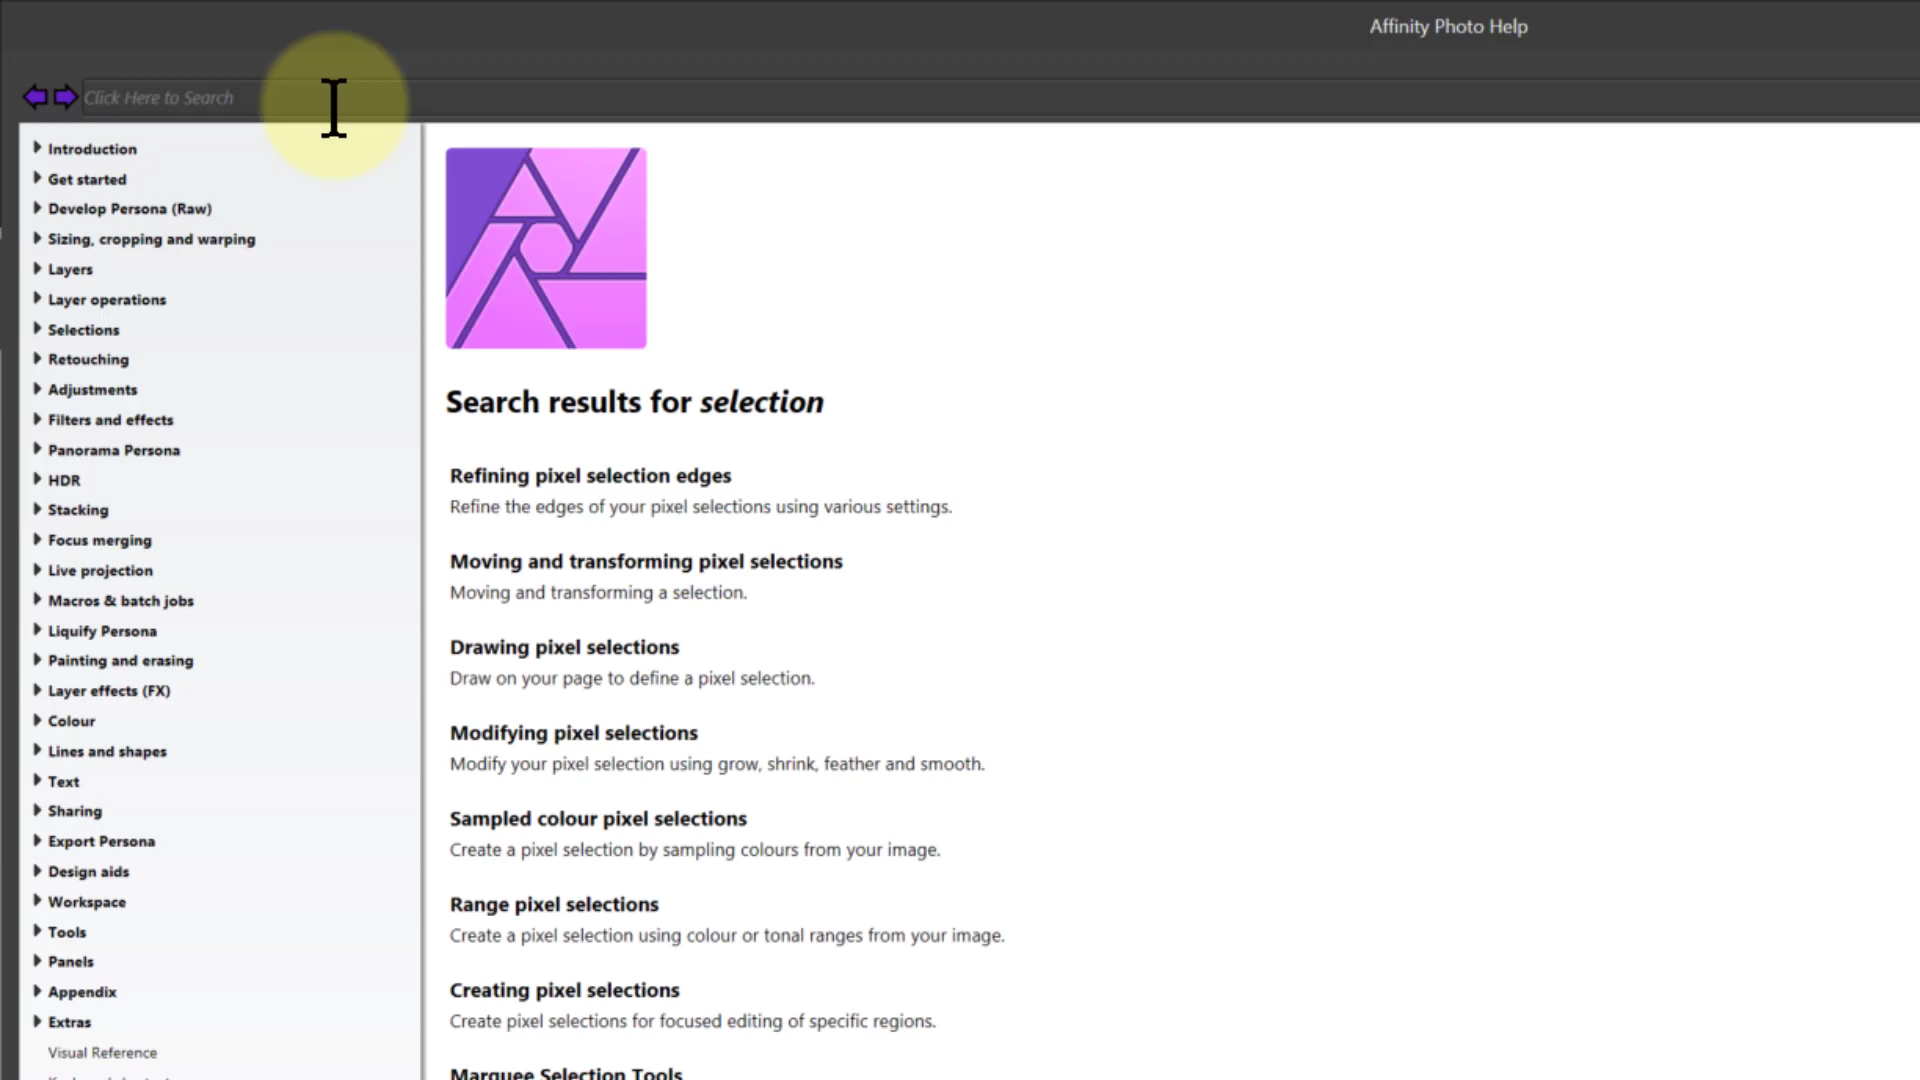 Affinity Photo Help
Click Here to Search
Introduction
Get started
Develop Persona (Raw)
Sizing, cropping and warping
Layers
Layer operations
Selections
Retouching
Adjustments
Filters and effects
Panorama Persona
HDR
Stacking
Focus merging
Live projection
Macros & batch jobs
Liquify Persona
Painting and erasing
Layer effects (FX)
Colour
Lines and shapes
Text
Sharing
Export Persona
Design aids
Workspace
Tools
Panels
Appendix
Extras
Visual Reference
Search results for selection
Refining pixel selection edges
Refine the edges of your pixel selections using various settings.
Moving and transforming pixel selections
Moving and transforming a selection.
Drawing pixel selections
Draw on your page to define a pixel selection.
Modifying pixel selections
Modify your pixel selection using grow, shrink, feather and smooth.
Sampled colour pixel selections
Create a pixel selection by sampling colours from your image.
Range pixel selections
Create a pixel selection using colour or tonal ranges from your image.
Creating pixel selections
Create pixel selections for focused editing of specific regions.
Marquee Selection Tools